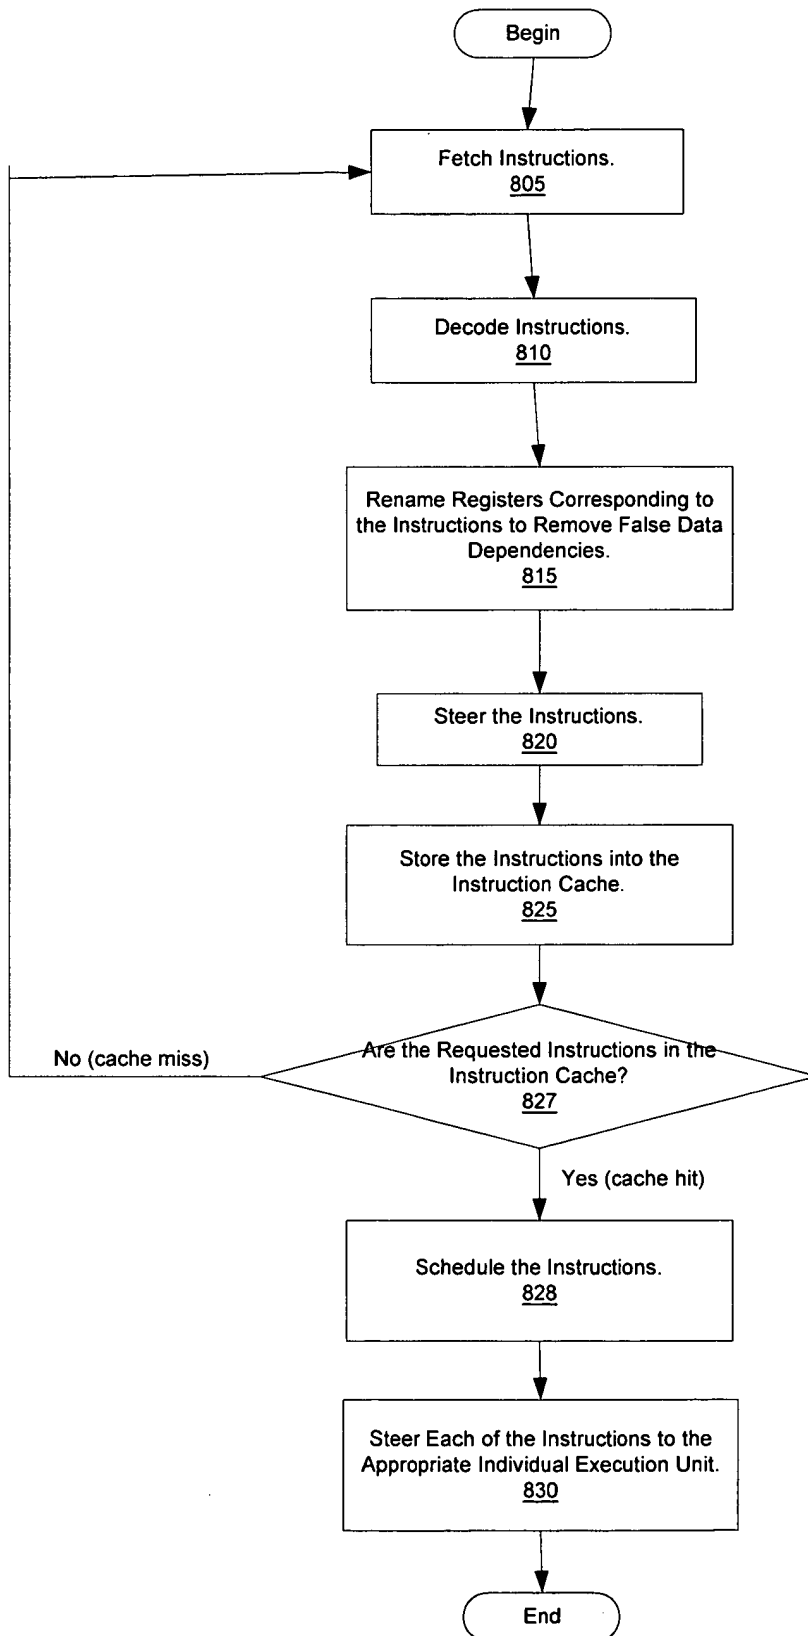 Begin
Fetch Instructions.
805
Decode Instructions.
810
Rename Registers Corresponding to
the Instructions to Remove False Data
Dependencies.
815
Steer the Instructions.
820
Store the Instructions into the
Instruction Cache.
825
No (cache miss)
Are the Requested Instructions in the
Instruction Cache?
827
Yes (cache hit)
Schedule the Instructions.
828
Steer Each of the Instructions to the
Appropriate Individual Execution Unit.
830
End